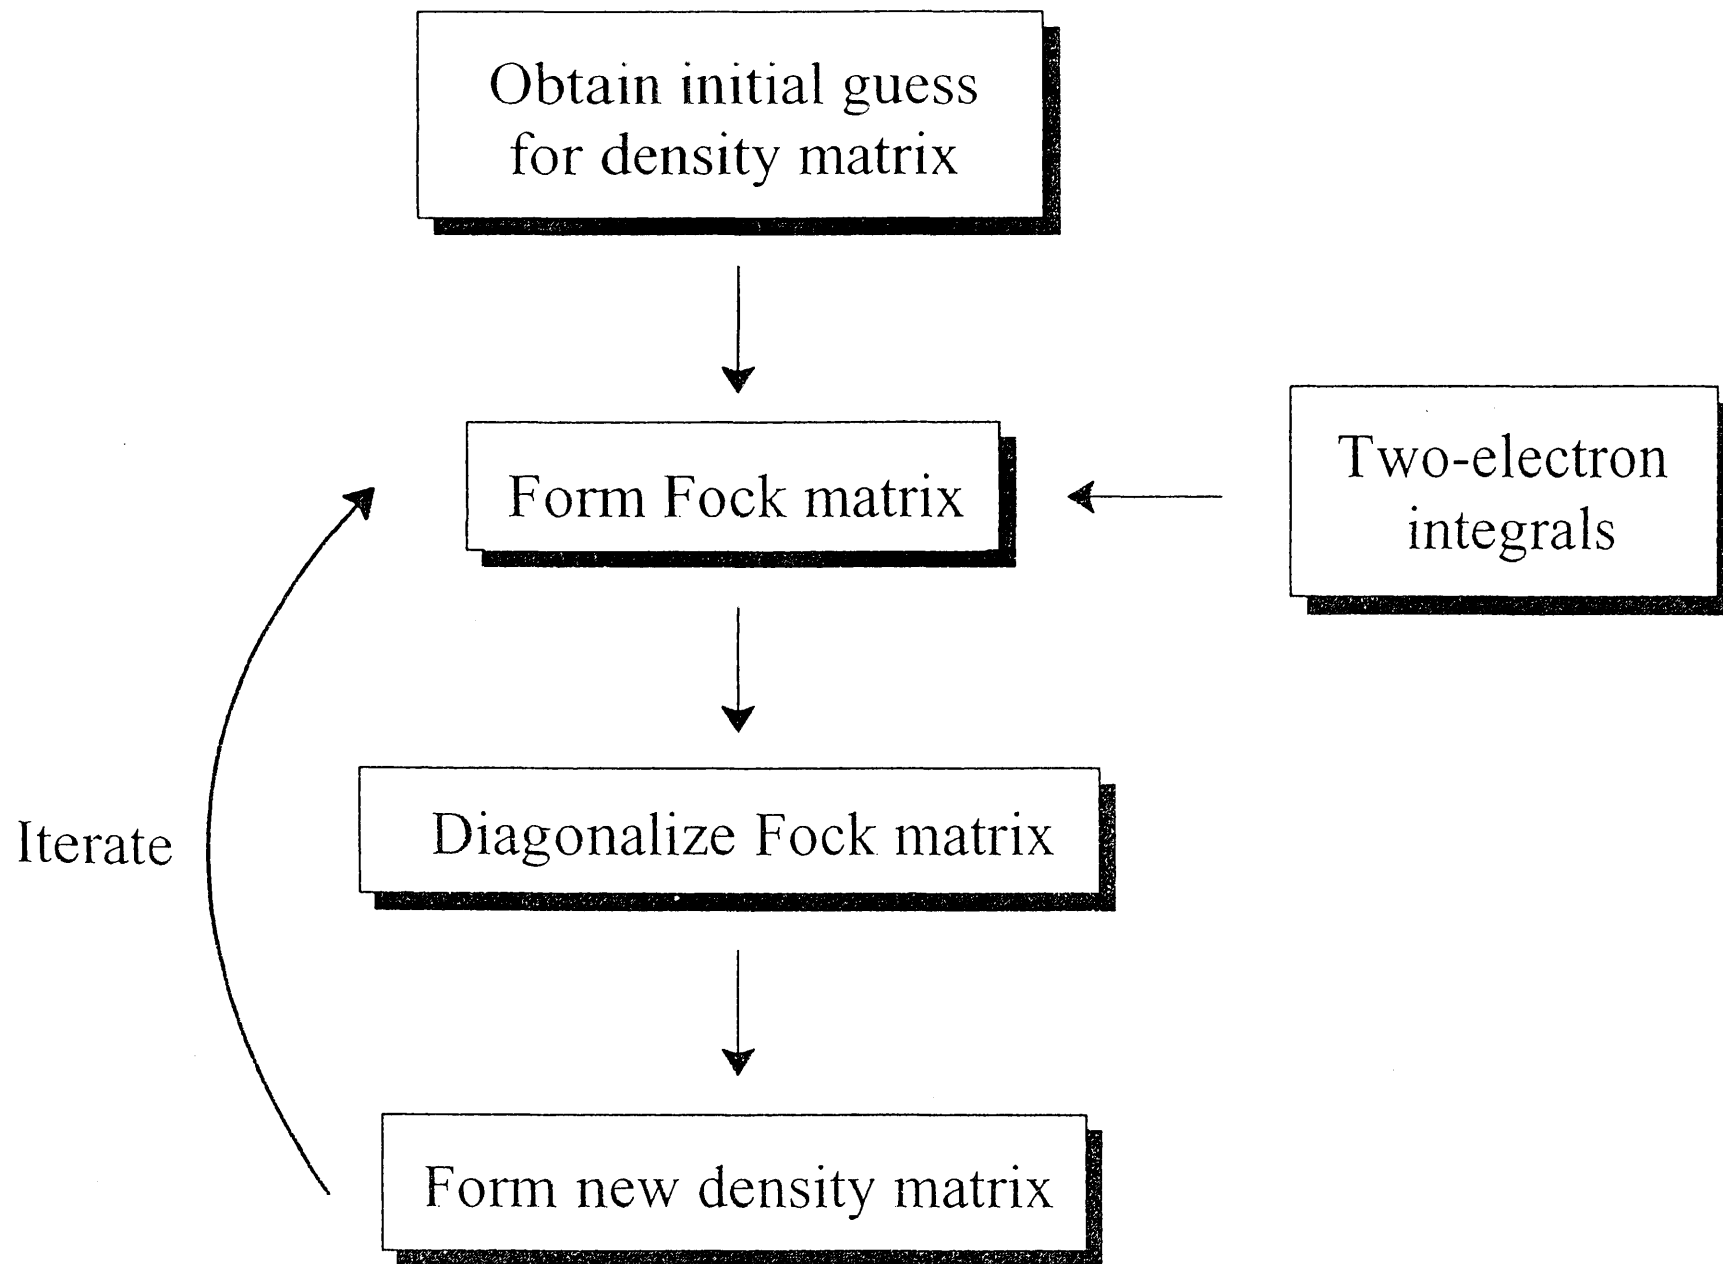 Obtain initial guess
for density matrix
Form Fock matrix
Two-electron
integrals
Diagonalize Fock matrix
Iterate
Form new density matrix